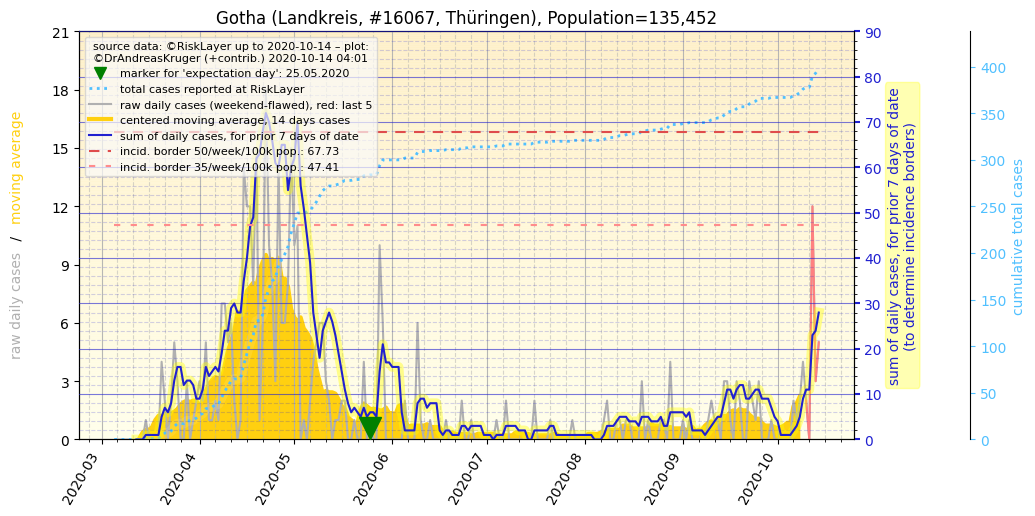 Gotha (Landkreis, #16067, Thüringen), Population=135,452
source data: ©RiskLayer up to 2020-10-14 – plot:
©DrAndreasKruger (+contrib.) 2020-10-14 04:01
marker for 'expectation day': 25.05.2020
total cases reported at RiskLayer
raw daily cases (weekend-flawed), red: last 5
centered moving average, 14 days cases
sum of daily cases, for prior 7 days of date
incid. border 50/week/100k pop.: 67.73
incid. border 35/week/100k pop.: 47.41
raw daily cases / moving average
21
18
15
12
9
6
3
0
2020-03
2020-04
2020-05
2020-06
2020-07
2020-08
2020-09
2020-10
90
80
70
60
50
40
30
20
10
0
sum of daily cases, for prior 7 days of date
(to determine incidence borders)
400
350
300
250
200
150
100
50
0
cumulative total cases